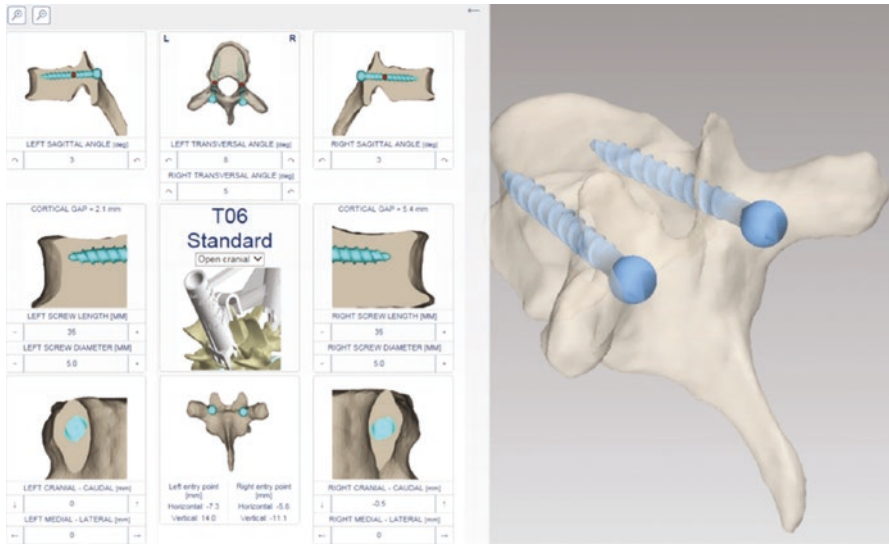 L R
LEFT SAGITTAL ANGLE [deg]
3
LEFT TRANSVERSAL ANGLE [deg]
8
RIGHT TRANSVERSAL ANGLE [deg]
5
RIGHT SAGITTAL ANGLE [deg]
3
CORTICAL GAP = 2.1 mm
LEFT SCREW LENGTH [MM]
- 35 +
LEFT SCREW DIAMETER [MM]
- 5.0 +
T06
Standard
Open cranial
CORTICAL GAP = 5.4 mm
RIGHT SCREW LENGTH [MM]
- 35 +
RIGHT SCREW DIAMETER [MM]
- 5.0 +
LEFT CRANIAL - CAUDAL [mm]
↓ 0 ↑
LEFT MEDIAL - LATERAL [mm]
← 0 →
Left entry point
[mm]
Horizontal: -7.3
Vertical: 14.0
Right entry point
[mm]
Horizontal: -5.6
Vertical: -11.1
RIGHT CRANIAL - CAUDAL [mm]
↓ -0.5 ↑
RIGHT MEDIAL - LATERAL [mm]
← 0 →